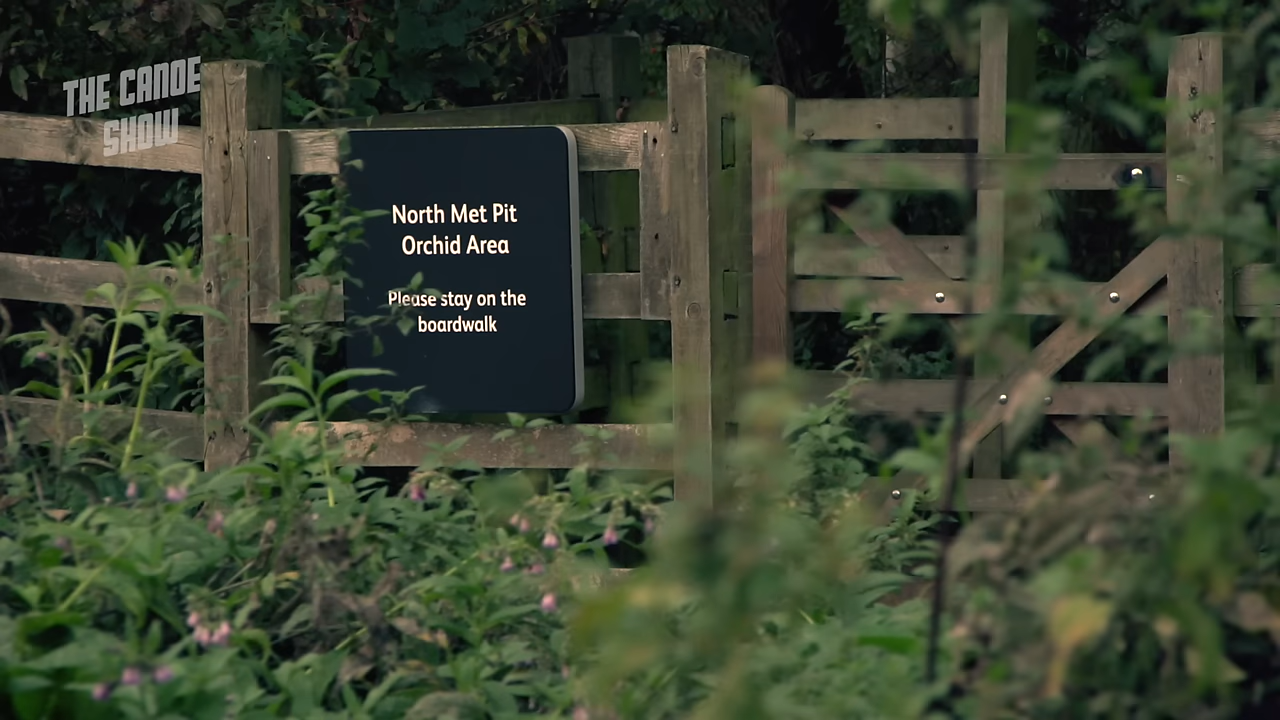 THE CANOE
SHOW
North Met Pit
Orchid Area
Please stay on the
boardwalk